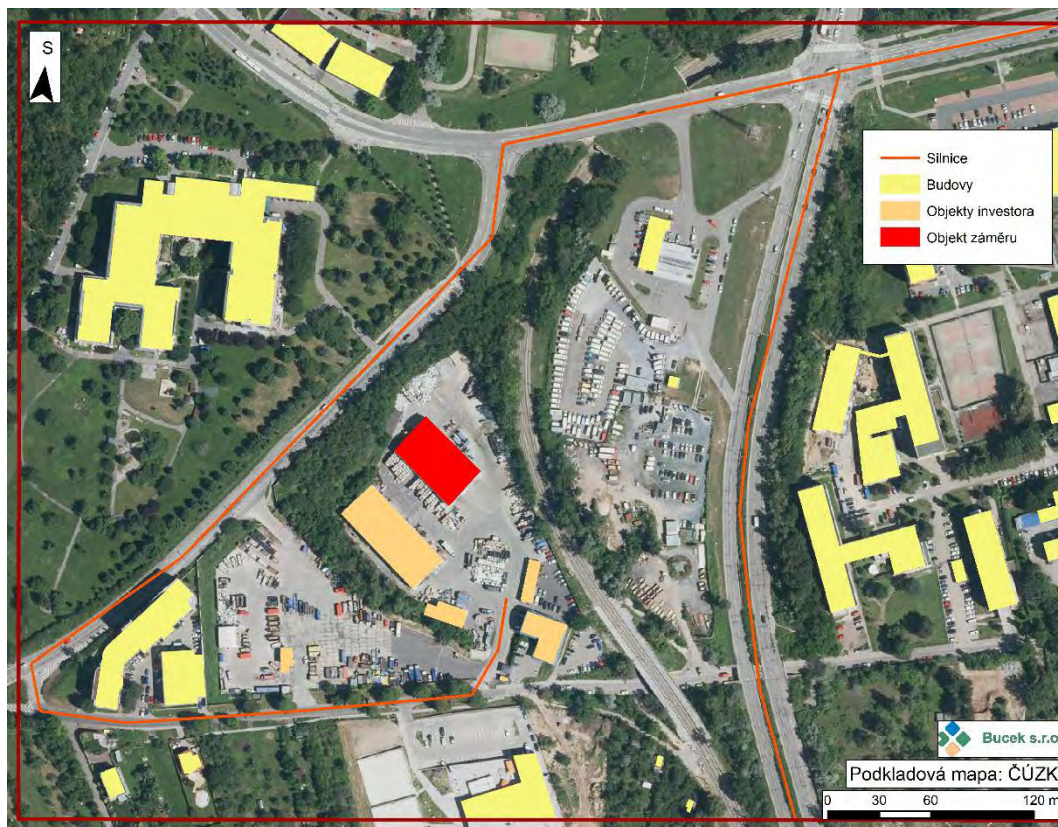 S
Silnice
Budovy
Objekty investora
Objekt záměru
Bucek s.r.o
Podkladová mapa: ČÚZK
0 30 60 120 m